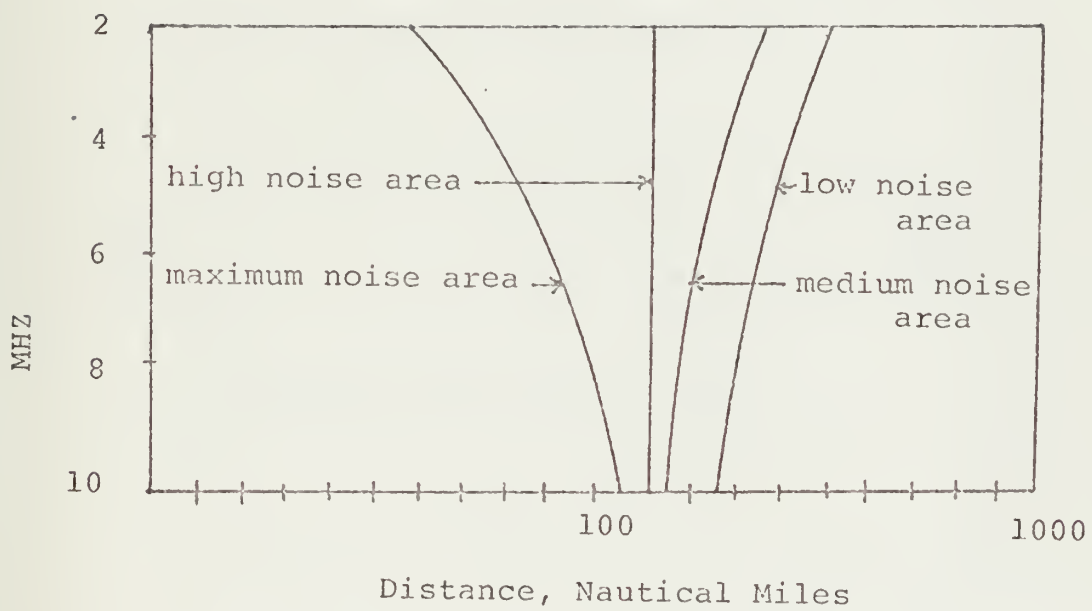 2
4
high noise area
low noise
area
6
maximum noise area
medium noise
area
MHZ
8
10
100
1000
Distance, Nautical Miles